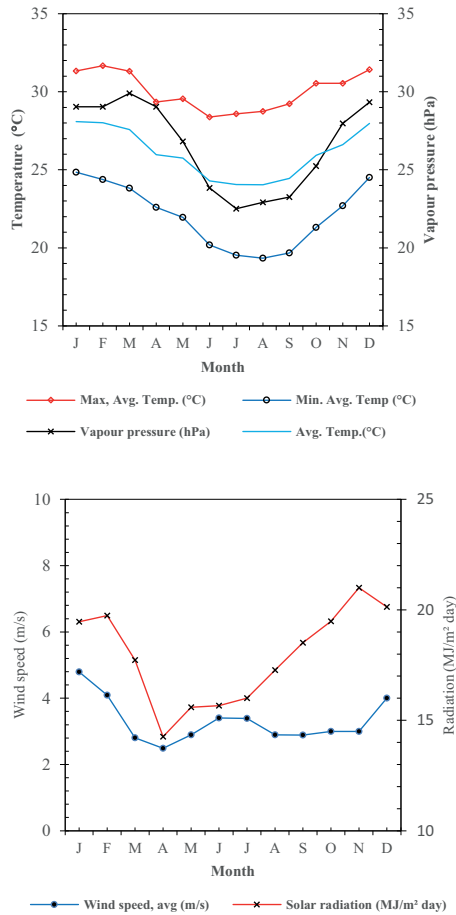 35
30
25
20
15
Temperature (°C)
35
30
25
20
15
Vapour pressure (hPa)
J F M A M J J A S O N D
Month
Max, Avg. Temp. (°C) Min. Avg. Temp (°C)
Vapour pressure (hPa) Avg. Temp.(°C)
10
8
6
4
2
0
Wind speed (m/s)
25
20
15
10
Radiation (MJ/m² day)
J F M A M J J A S O N D
Month
Wind speed, avg (m/s) Solar radiation (MJ/m² day)